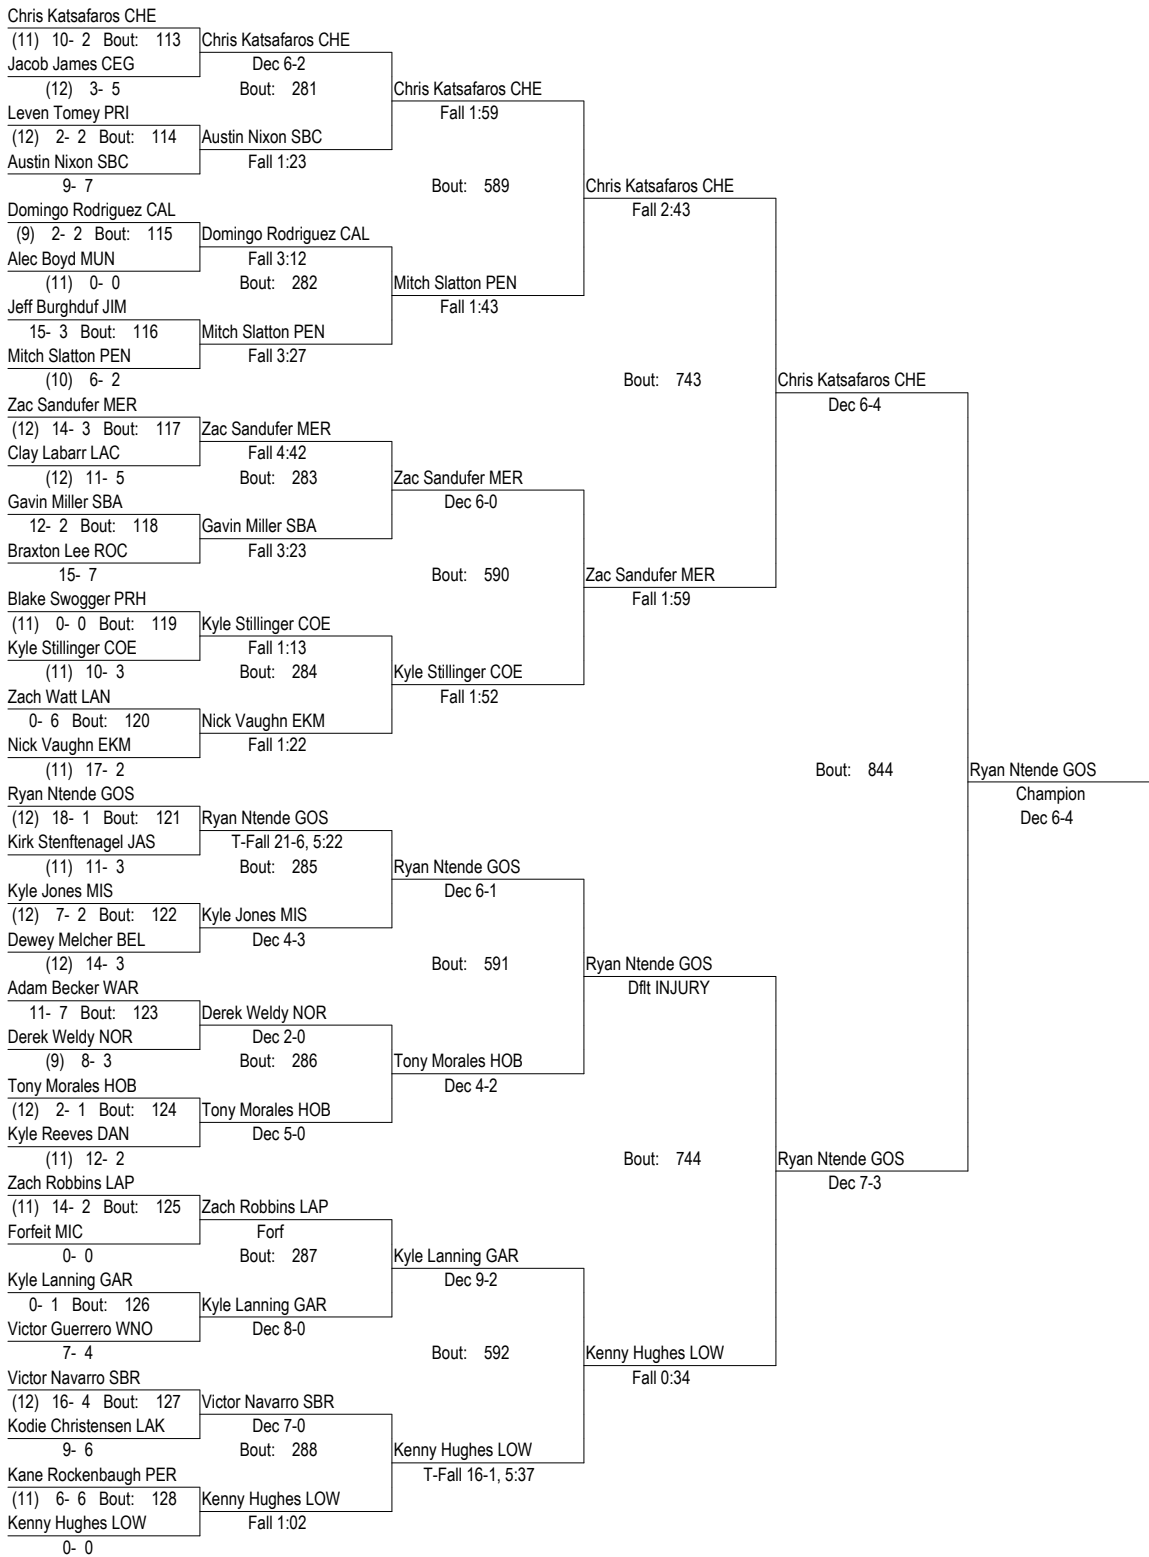 Chris Katsafaros CHE
(11) 10- 2 Bout: 113 Chris Katsafaros CHE
Jacob James CEG Dec 6-2
(12) 3- 5 Bout: 281 Chris Katsafaros CHE
Leven Tomey PRI Fall 1:59
(12) 2- 2 Bout: 114 Austin Nixon SBC
Austin Nixon SBC Fall 1:23
9- 7 Bout: 589 Chris Katsafaros CHE
Domingo Rodriguez CAL Fall 2:43
(9) 2- 2 Bout: 115 Domingo Rodriguez CAL
Alec Boyd MUN Fall 3:12
(11) 0- 0 Bout: 282 Mitch Slatton PEN
Jeff Burghduf JIM Fall 1:43
15- 3 Bout: 116 Mitch Slatton PEN
Mitch Slatton PEN Fall 3:27
(10) 6- 2 Bout: 743 Chris Katsafaros CHE
Zac Sandufer MER Dec 6-4
(12) 14- 3 Bout: 117 Zac Sandufer MER
Clay Labarr LAC Fall 4:42
(12) 11- 5 Bout: 283 Zac Sandufer MER
Gavin Miller SBA Dec 6-0
12- 2 Bout: 118 Gavin Miller SBA
Braxton Lee ROC Fall 3:23
15- 7 Bout: 590 Zac Sandufer MER
Blake Swogger PRH Fall 1:59
(11) 0- 0 Bout: 119 Kyle Stillinger COE
Kyle Stillinger COE Fall 1:13
(11) 10- 3 Bout: 284 Kyle Stillinger COE
Zach Watt LAN Fall 1:52
0- 6 Bout: 120 Nick Vaughn EKM
Nick Vaughn EKM Fall 1:22
(11) 17- 2 Bout: 844 Ryan Ntende GOS
Ryan Ntende GOS Champion
(12) 18- 1 Bout: 121 Ryan Ntende GOS Dec 6-4
Kirk Stenftenagel JAS T-Fall 21-6, 5:22
(11) 11- 3 Bout: 285 Ryan Ntende GOS
Kyle Jones MIS Dec 6-1
(12) 7- 2 Bout: 122 Kyle Jones MIS
Dewey Melcher BEL Dec 4-3
(12) 14- 3 Bout: 591 Ryan Ntende GOS
Adam Becker WAR Dflt INJURY
11- 7 Bout: 123 Derek Weldy NOR
Derek Weldy NOR Dec 2-0
(9) 8- 3 Bout: 286 Tony Morales HOB
Tony Morales HOB Dec 4-2
(12) 2- 1 Bout: 124 Tony Morales HOB
Kyle Reeves DAN Dec 5-0
(11) 12- 2 Bout: 744 Ryan Ntende GOS
Zach Robbins LAP Dec 7-3
(11) 14- 2 Bout: 125 Zach Robbins LAP
Forfeit MIC Forf
0- 0 Bout: 287 Kyle Lanning GAR
Kyle Lanning GAR Dec 9-2
0- 1 Bout: 126 Kyle Lanning GAR
Victor Guerrero WNO Dec 8-0
7- 4 Bout: 592 Kenny Hughes LOW
Victor Navarro SBR Fall 0:34
(12) 16- 4 Bout: 127 Victor Navarro SBR
Kodie Christensen LAK Dec 7-0
9- 6 Bout: 288 Kenny Hughes LOW
Kane Rockenbaugh PER T-Fall 16-1, 5:37
(11) 6- 6 Bout: 128 Kenny Hughes LOW
Kenny Hughes LOW Fall 1:02
0- 0